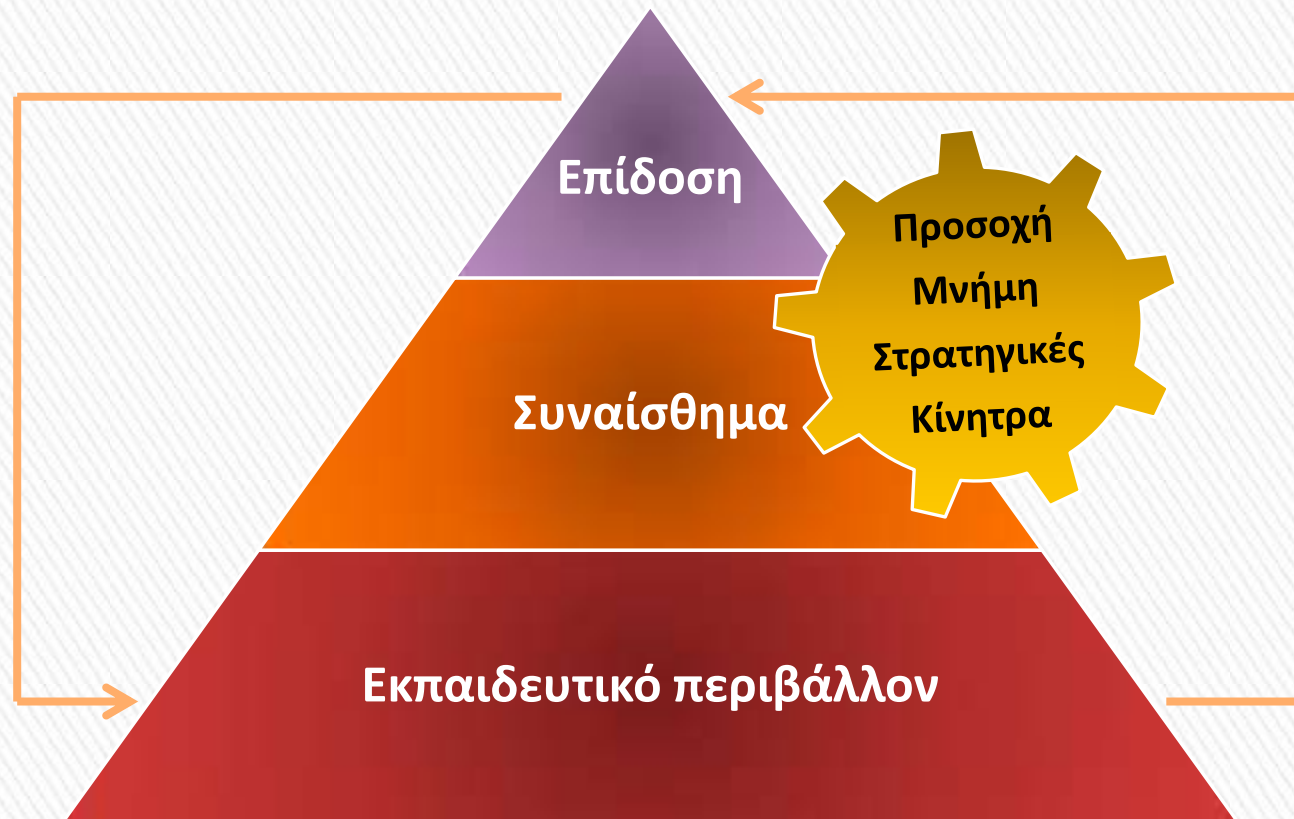 Επίδοση
Προσοχή
Μνήμη
Στρατηγικές
Κίνητρα
Συναίσθημα
Εκπαιδευτικό περιβάλλον